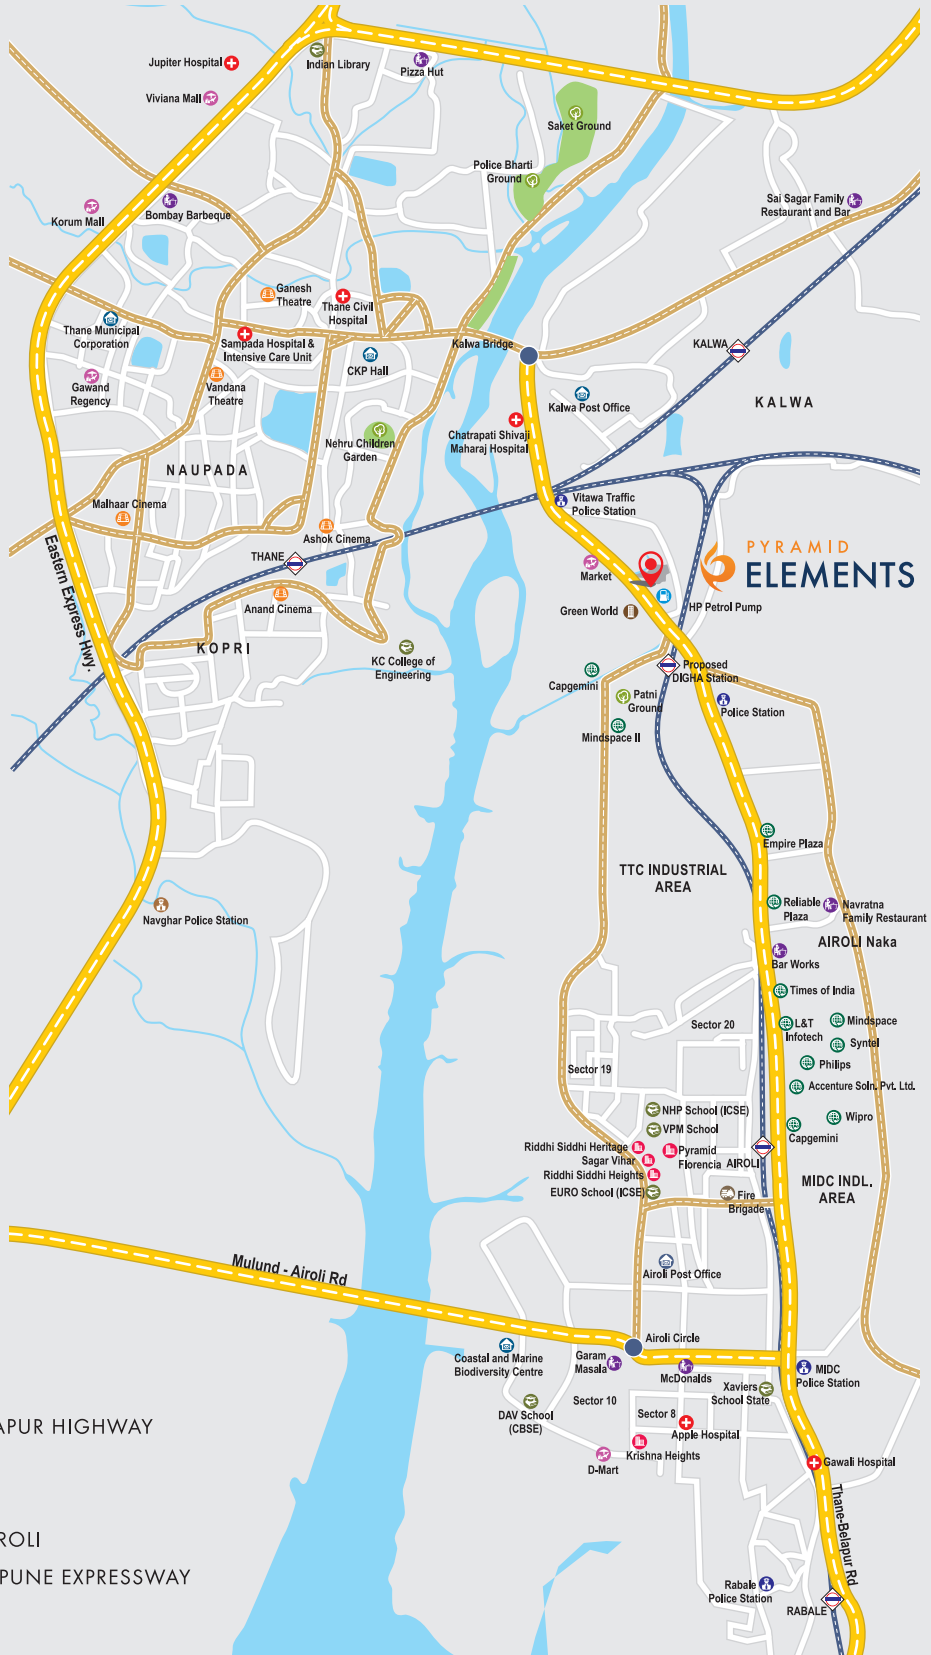 Jupiter Hospital
Indian Library
Pizza Hut
Viviana Mall
Saket Ground
Police Bharti
Ground
Korum Mall
Bombay Barbeque
Sai Sagar Family
Restaurant and Bar
Ganesh
Theatre
Thane Civil
Hospital
Thane Municipal
Corporation
Sampada Hospital &
Intensive Care Unit
Kalwa Bridge
KALWA
CKP Hall
Gawand
Regency
Vandana
Theatre
Kalwa Post Office
KALWA
Nehru Children
Garden
Chatrapati Shivaji
Maharaj Hospital
NAUPADA
Malhaar Cinema
Vitawa Traffic
Police Station
Ashok Cinema
THANE
Eastern Express Hwy.
Market
PYRAMID
ELEMENTS
Anand Cinema
Green World
HP Petrol Pump
KOPRI
KC College of
Engineering
Proposed
DIGHA Station
Capgemini
Patni
Ground
Police Station
Mindspace II
Empire Plaza
TTC INDUSTRIAL
AREA
Reliable
Plaza
Navratna
Family Restaurant
Navghar Police Station
AIROLI Naka
Bar Works
Times of India
Sector 20
L&T
Infotech
Mindspace
Syntel
Philips
Sector 19
Accenture Soln. Pvt. Ltd.
NHP School (ICSE)
Wipro
VPM School
Capgemini
Riddhi Siddhi Heritage
Pyramid
Florencia
Sagar Vihar
AIROLI
Riddhi Siddhi Heights
EURO School (ICSE)
MIDC INDL.
AREA
Fire
Brigade
Mulund - Airoli Rd
Airoli Post Office
Airoli Circle
Coastal and Marine
Biodiversity Centre
Garam
Masala
McDonalds
MIDC
Police Station
Xaviers
School State
Sector 10
DAV School
(CBSE)
Sector 8
Apple Hospital
Krishna Heights
D-Mart
Gawali Hospital
APUR HIGHWAY
Thane-Belapur Rd
ROLI
PUNE EXPRESSWAY
Rabale
Police Station
RABALE